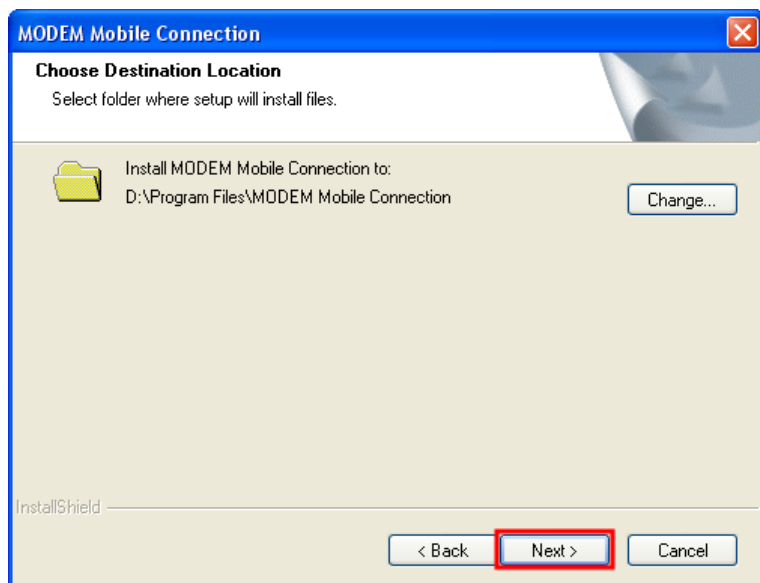 MODEM Mobile Connection
Choose Destination Location
Select folder where setup will install files.
Install MODEM Mobile Connection to:
D:\Program Files\MODEM Mobile Connection
Change...
InstallShield
< Back
Next >
Cancel